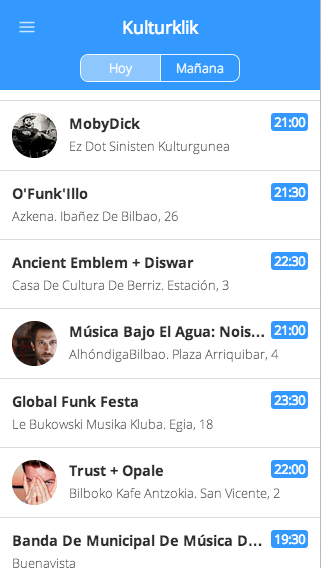 Kulturklik
Hoy
Mañana
MobyDick
21:00
Ez Dot Sinisten Kulturgunea
O'Funk'Illo
21:30
Azkena. Ibañez De Bilbao, 26
Ancient Emblem + Diswar
22:30
Casa De Cultura De Berriz. Estación, 3
Música Bajo El Agua: Nois...
21:00
AlhóndigaBilbao. Plaza Arriquibar, 4
Global Funk Festa
23:30
Le Bukowski Musika Kluba. Egia, 18
Trust + Opale
22:00
Bilboko Kafe Antzokia. San Vicente, 2
Banda De Municipal De Música D...
19:30
Buenavista